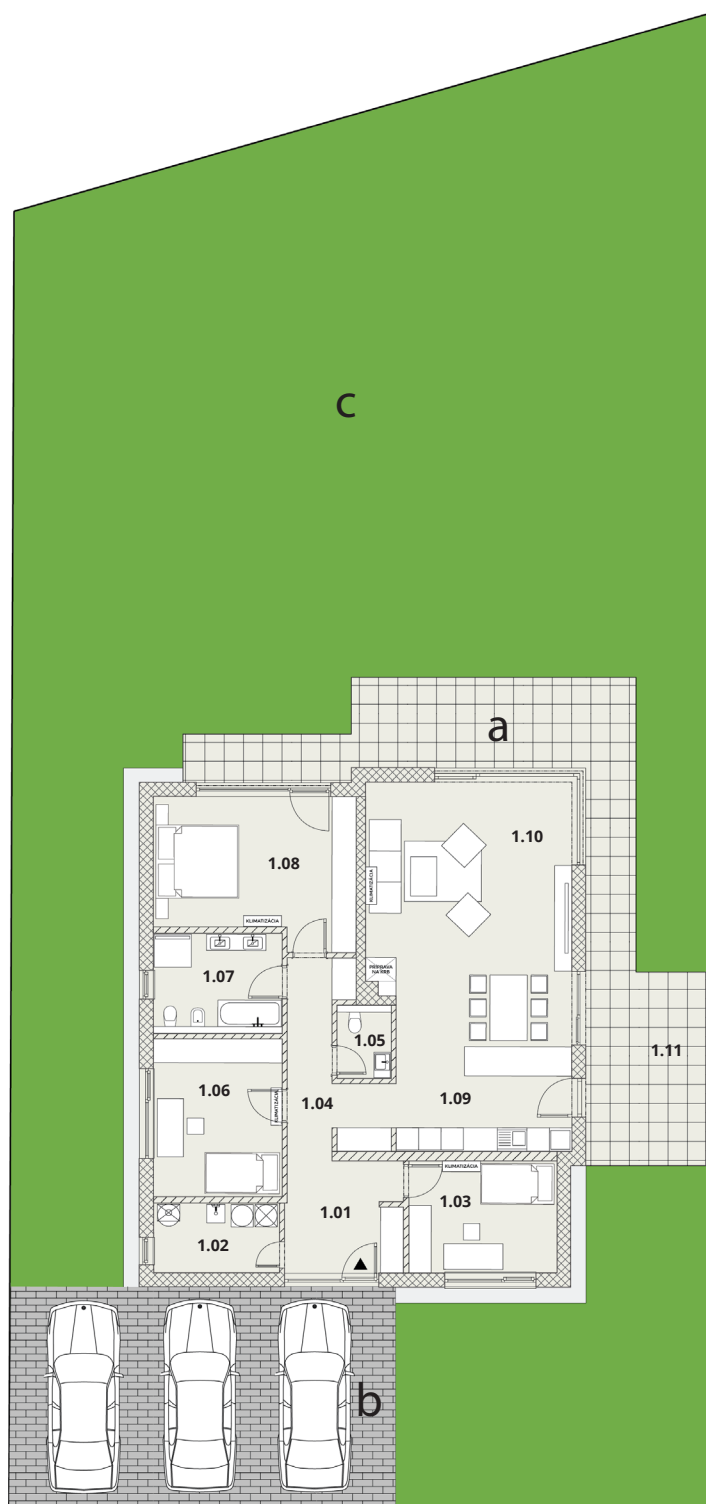 c
a
1.10
1.08
KLIMATIZÁCIA
KLIMATIZÁCIA
1.07
PRÍPRAVA
NA KRB
1.05
1.11
1.06
KLIMATIZÁCIA
1.04
1.09
KLIMATIZÁCIA
1.03
1.01
1.02
b